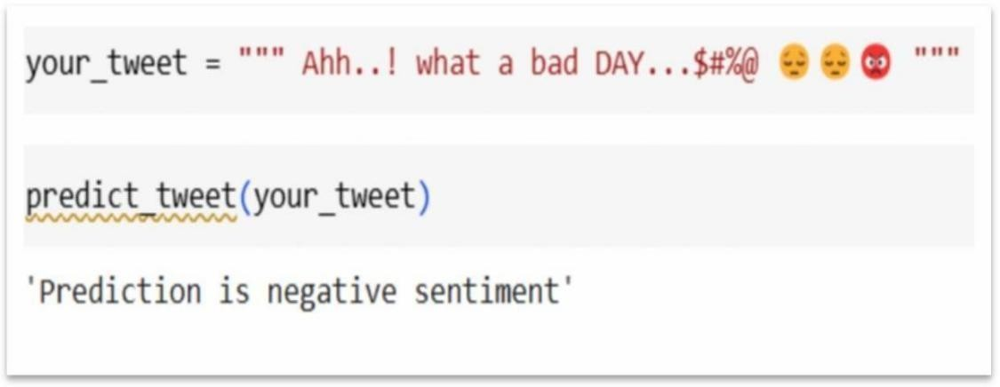 your_tweet = """ Ahh..! what a bad DAY...$#%@ 😔😔😡 """
predict_tweet(your_tweet)
'Prediction is negative sentiment'